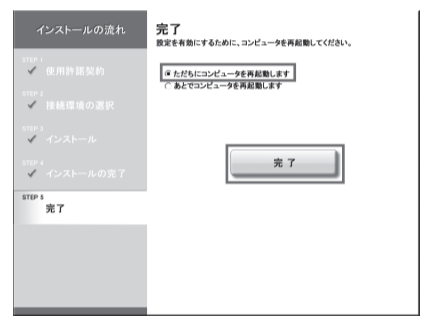 インストールの流れ
STEP 1
使用許諾契約
STEP 2
接続環境の選択
STEP 3
インストール
STEP 4
インストールの完了
STEP 5
完了
完了
設定を有効にするために、コンピュータを再起動してください。
ただちにコンピュータを再起動します
あとでコンピュータを再起動します
完了